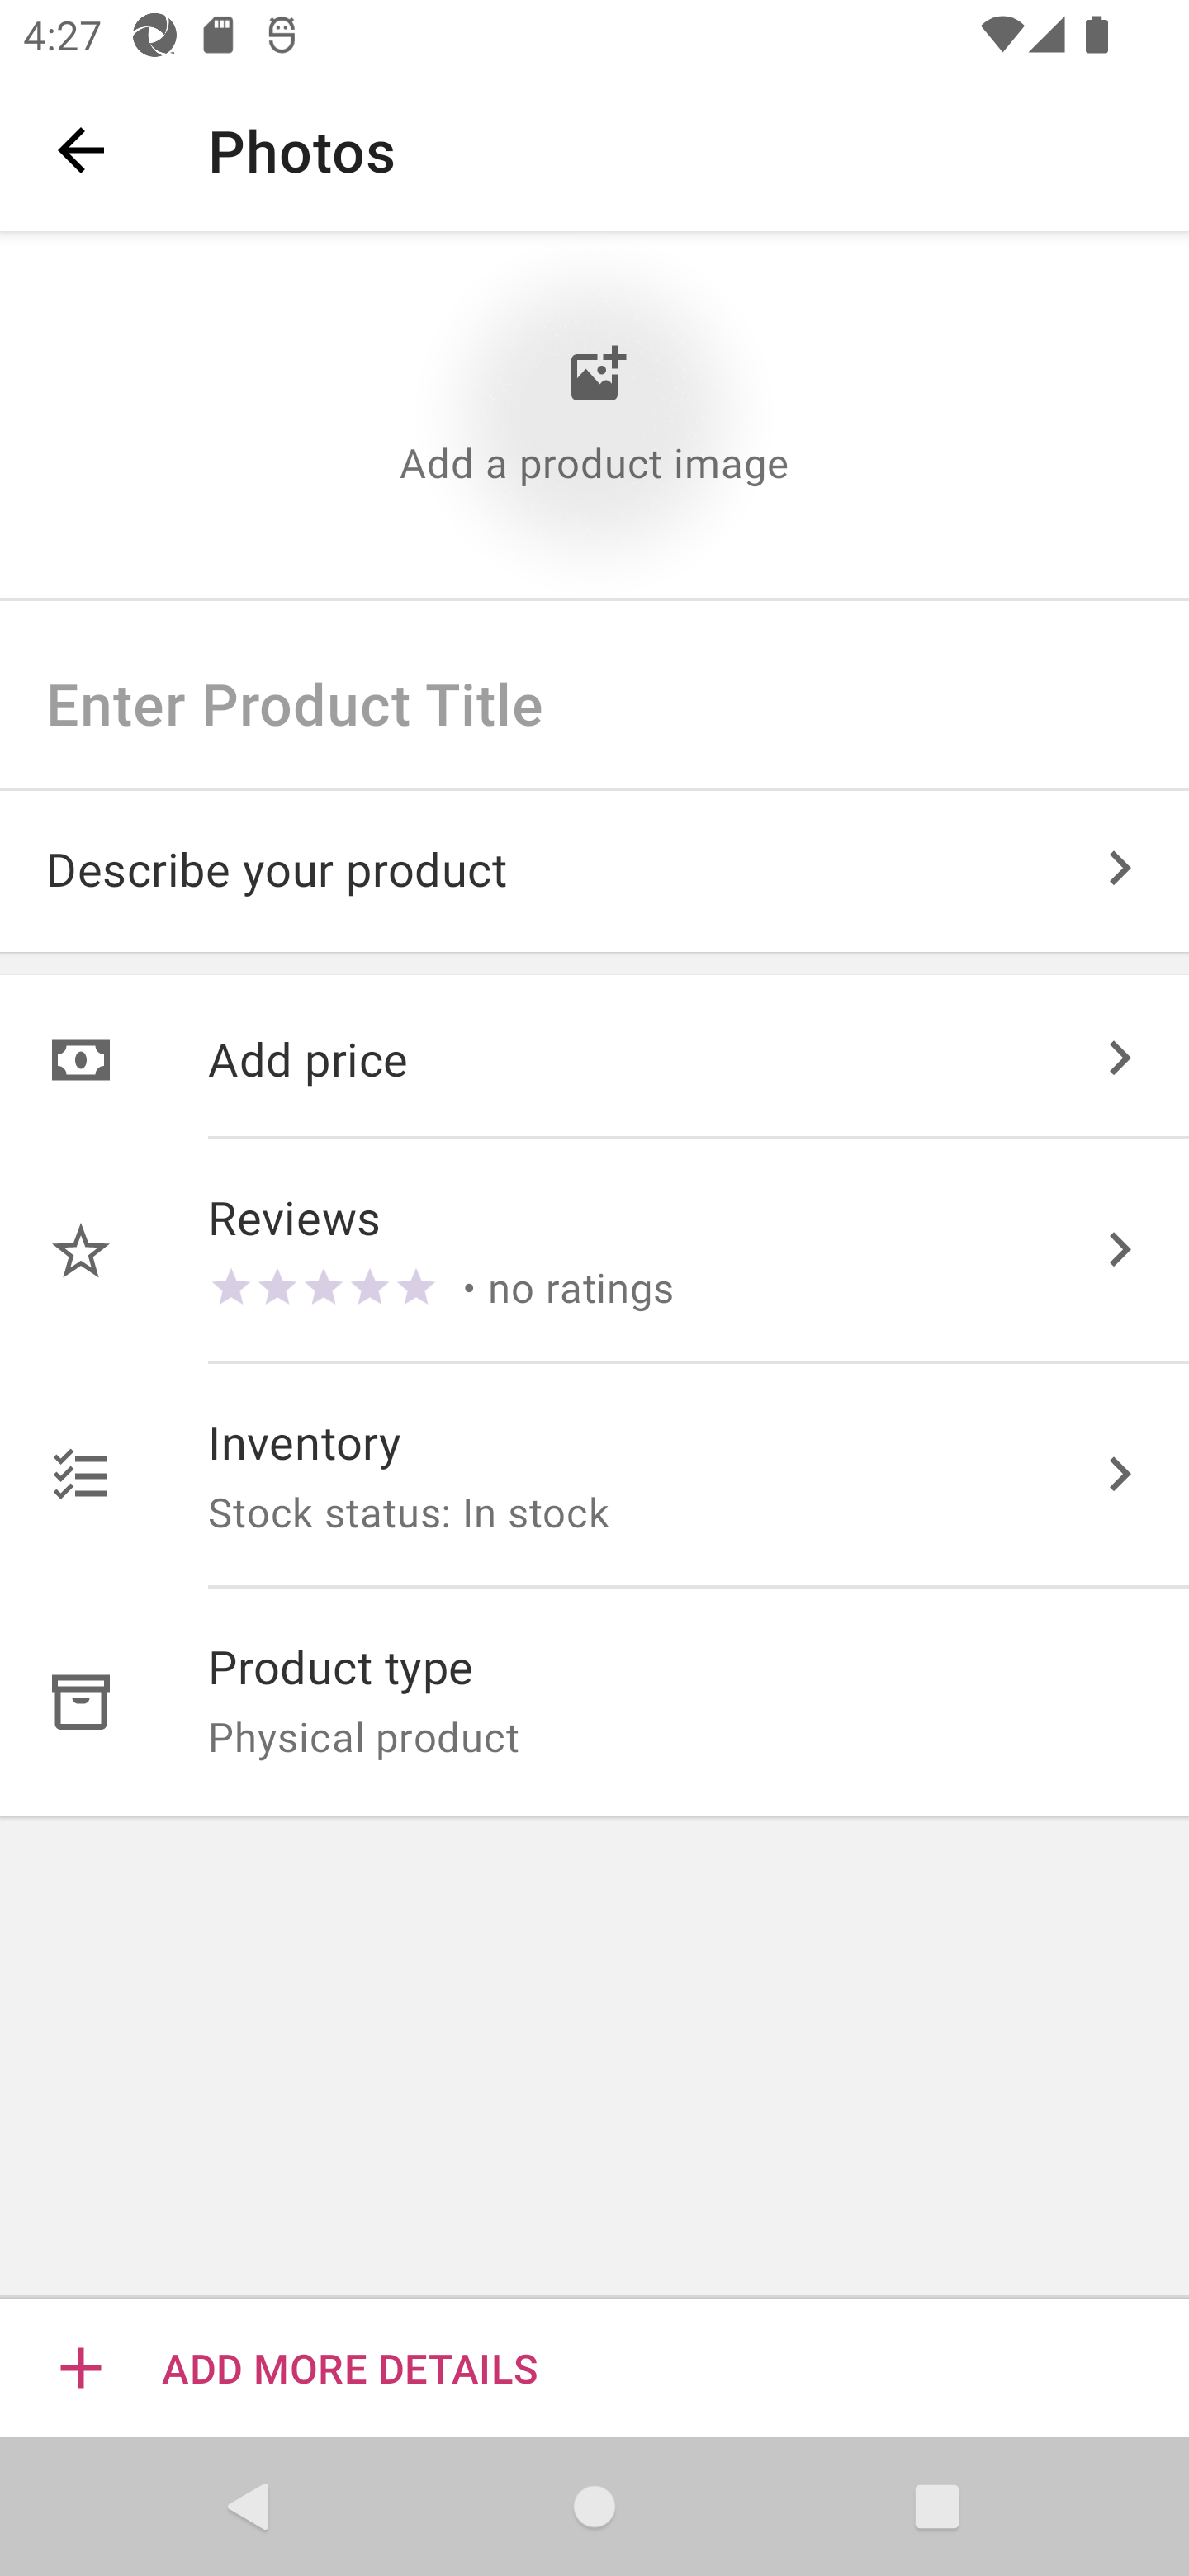 4:27
Photos
Add a product image
Enter Product Title
Describe your product
Add price
Reviews
• no ratings
Inventory
Stock status: In stock
Product type
Physical product
ADD MORE DETAILS